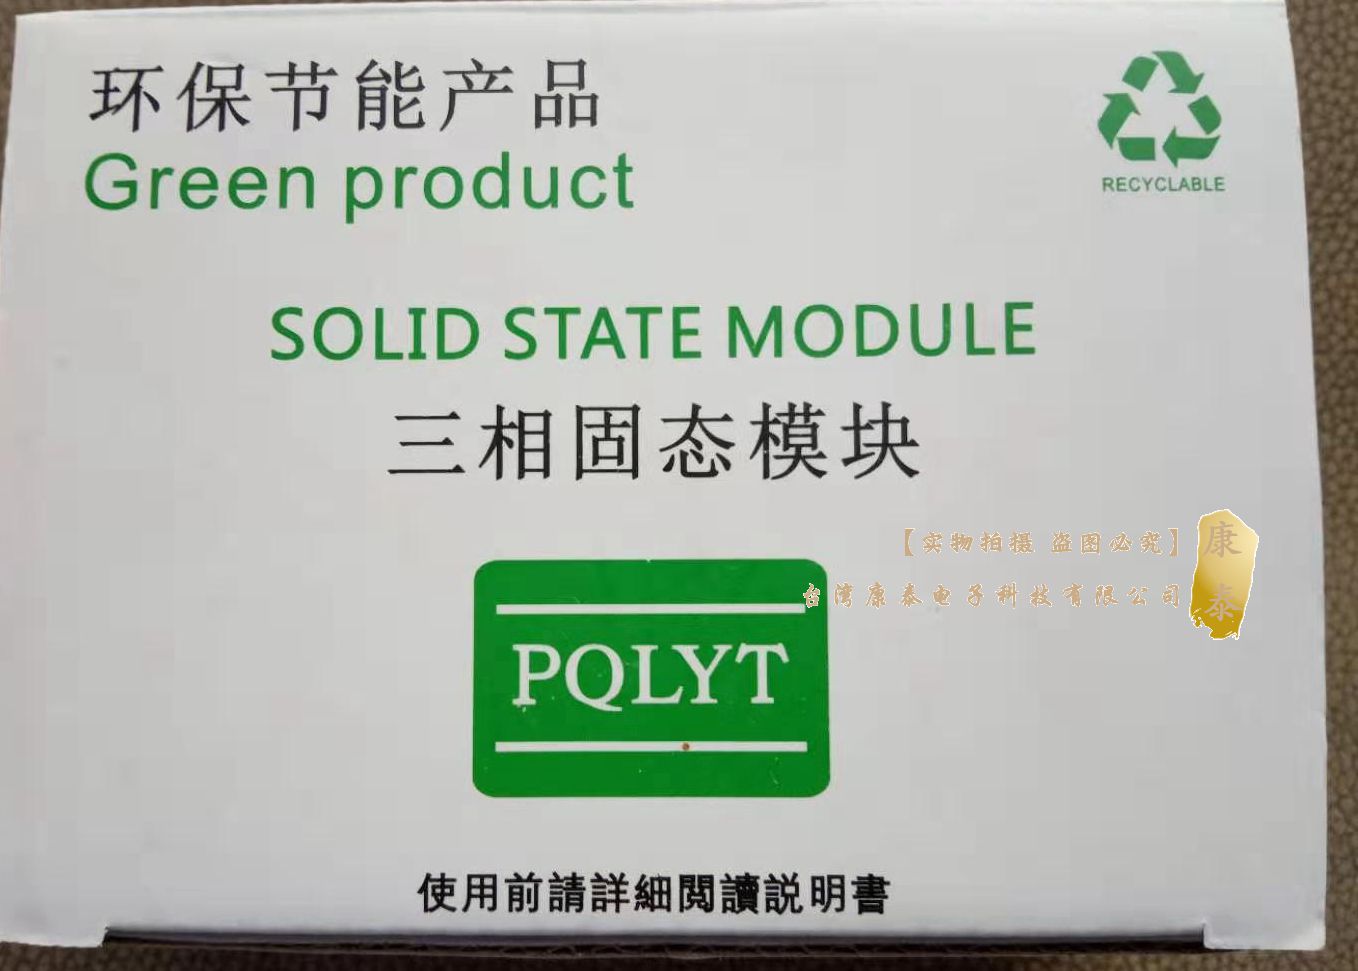 环保节能产品
Green product
RECYCLABLE
SOLID STATE MODULE
三相固态模块
【实物拍摄 盗图必究】
台湾康泰电子科技有限公司
康泰
PQLYT
使用前請詳細閱讀説明書